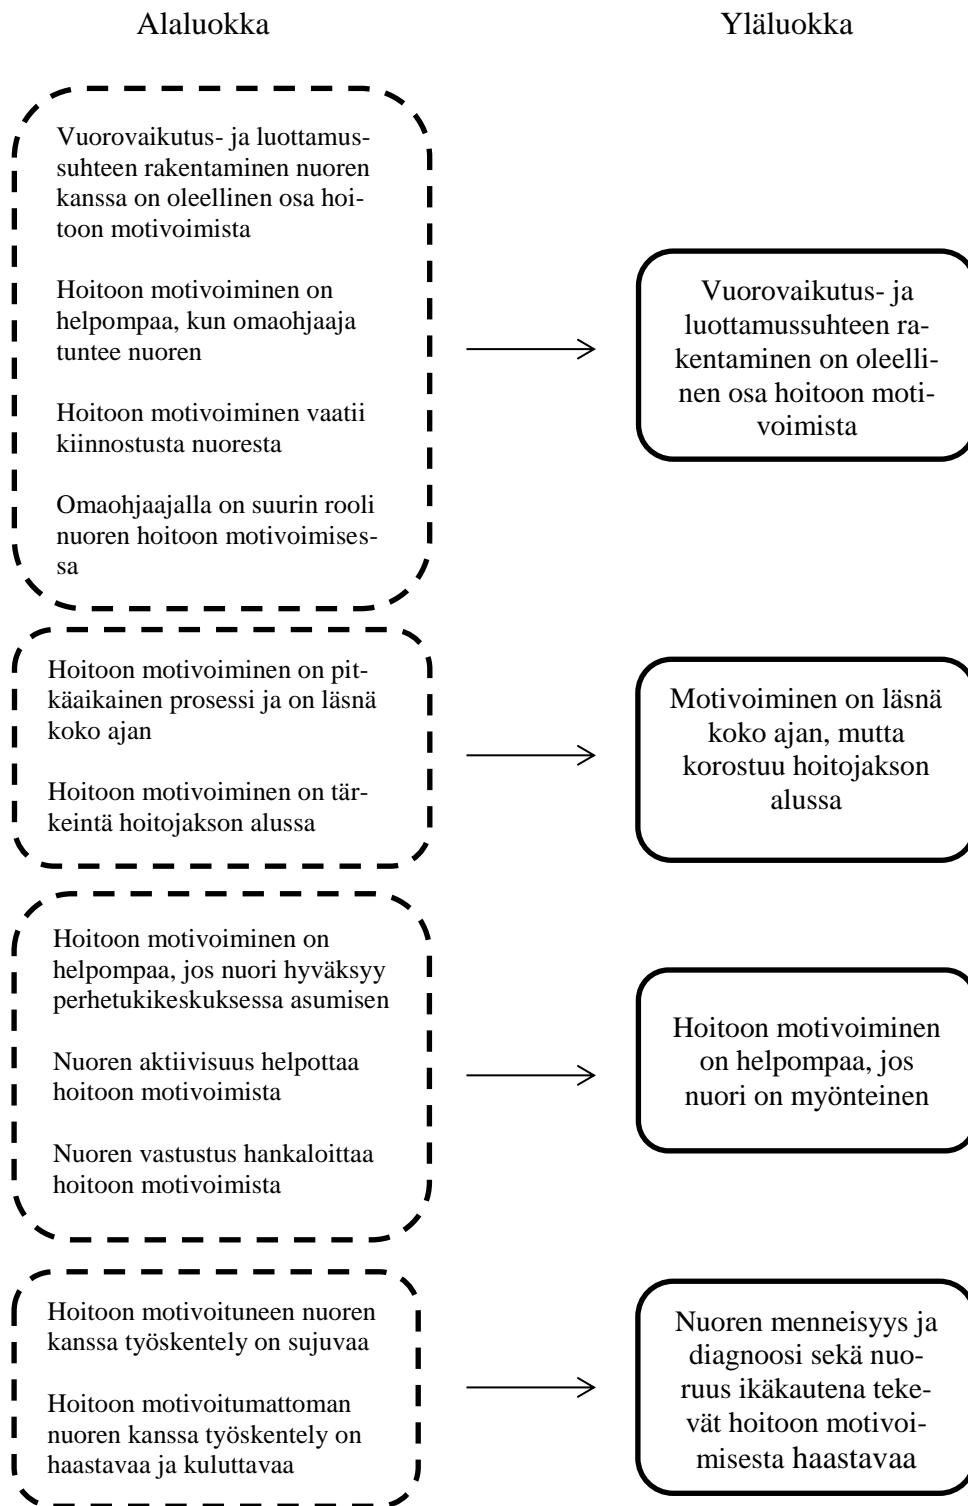 Alaluokka
Yläluokka
Vuorovaikutus- ja luottamus-
suhteen rakentaminen nuoren
kanssa on oleellinen osa hoi-
toon motivoimista
Hoitoon motivoiminen on
helpompaa, kun omaohjaaja
tuntee nuoren
Hoitoon motivoiminen vaatii
kiinnostusta nuoresta
Omaohjaajalla on suurin rooli
nuoren hoitoon motivoimises-
sa
Vuorovaikutus- ja
luottamussuhteen ra-
kentaminen on oleelli-
nen osa hoitoon moti-
voimista
Hoitoon motivoiminen on pit-
käaikainen prosessi ja on läsnä
koko ajan
Hoitoon motivoiminen on tär-
keintä hoitojakson alussa
Motivoiminen on läsnä
koko ajan, mutta
korostuu hoitojakson
alussa
Hoitoon motivoiminen on
helpompaa, jos nuori hyväksyy
perhetukikeskuksessa asumisen
Nuoren aktiivisuus helpottaa
hoitoon motivoimista
Nuoren vastustus hankaloittaa
hoitoon motivoimista
Hoitoon motivoiminen
on helpompaa, jos
nuori on myönteinen
Hoitoon motivoituneen nuoren
kanssa työskentely on sujuvaa
Hoitoon motivoitumattoman
nuoren kanssa työskentely on
haastavaa ja kuluttavaa
Nuoren menneisyys ja
diagnoosi sekä nuo-
ruus ikäkautena teke-
vät hoitoon motivoi-
misesta haastavaa